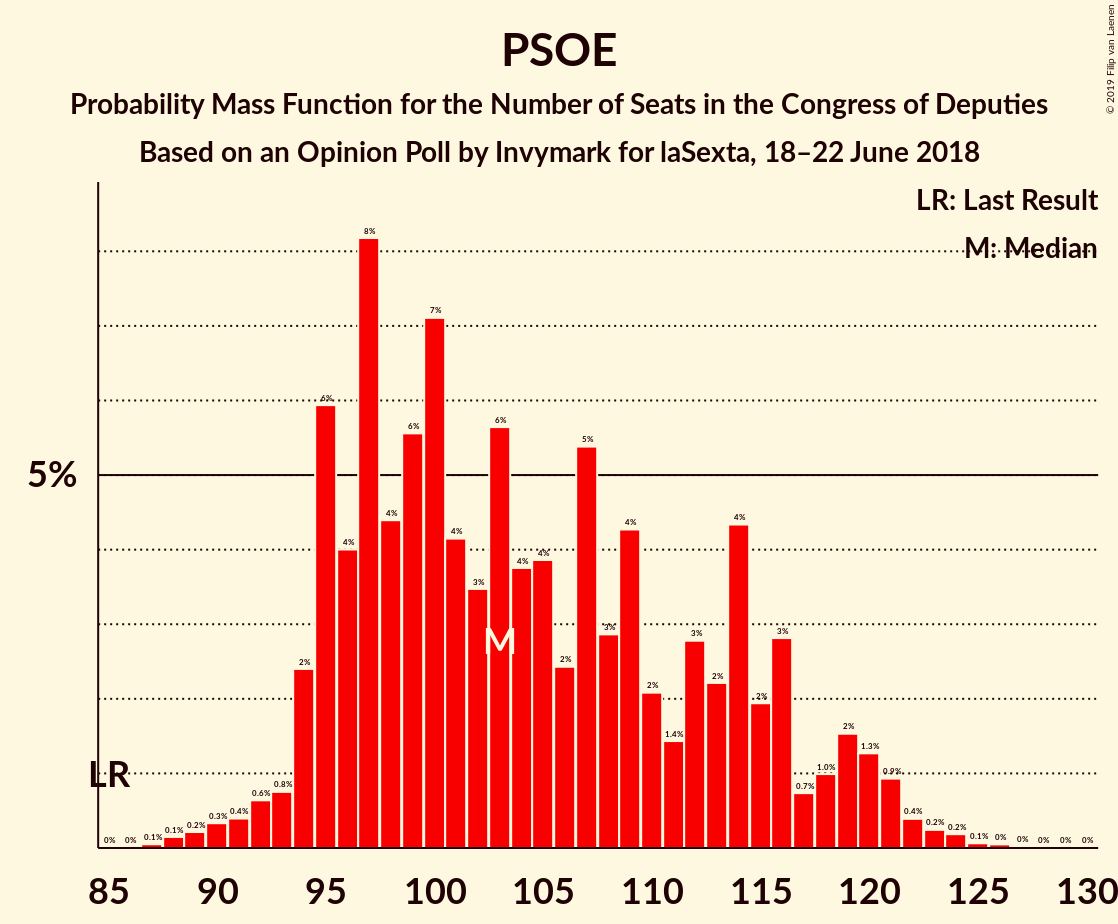 PSOE
Probability Mass Function for the Number of Seats in the Congress of Deputies
Based on an Opinion Poll by Invymark for laSexta, 18–22 June 2018
© 2019 Filip van Laenen
LR: Last Result
M: Median
5%
LR
M
0% 0% 0.1% 0.1% 0.2% 0.3% 0.4% 0.6% 0.8% 2% 6% 4% 8% 4% 6% 7% 4% 3% 6% 4% 4% 2% 5% 3% 4% 2% 1.4% 3% 2% 4% 2% 3% 0.7% 1.0% 2% 1.3% 0.9% 0.4% 0.2% 0.2% 0.1% 0% 0% 0% 0% 0%
85 90 95 100 105 110 115 120 125 130